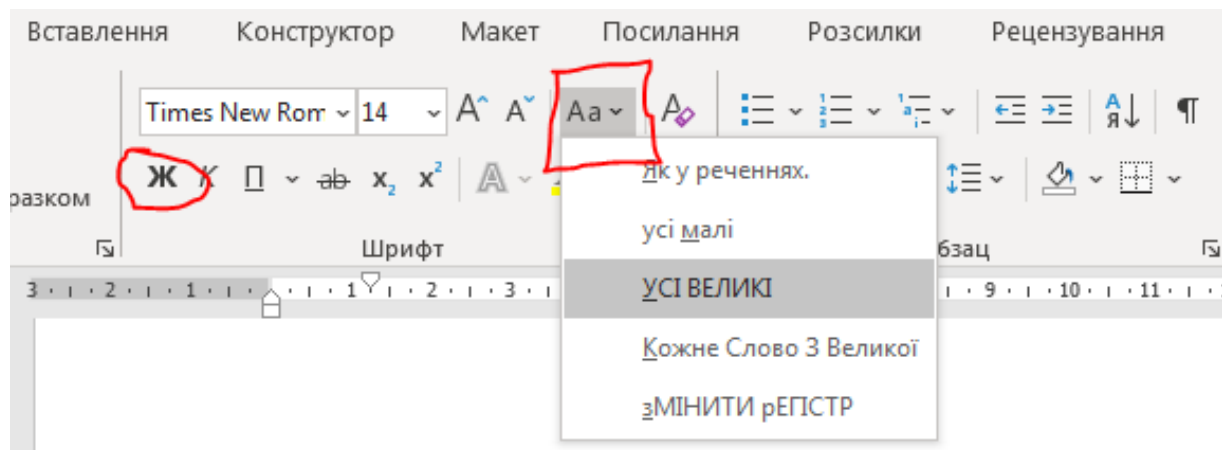 Вставлення Конструктор Макет Посилання Розсилки Рецензування
Times New Rom 14 A A Aa A А Я ¶
Ж К П ab x₂ x² A
разком
Шрифт бзац
Як у реченнях.
усі малі
УСІ ВЕЛИКІ
Кожне Слово З Великої
зМІНИТИ рЕГІСТР
3 2 1 1 2 3 9 10 11